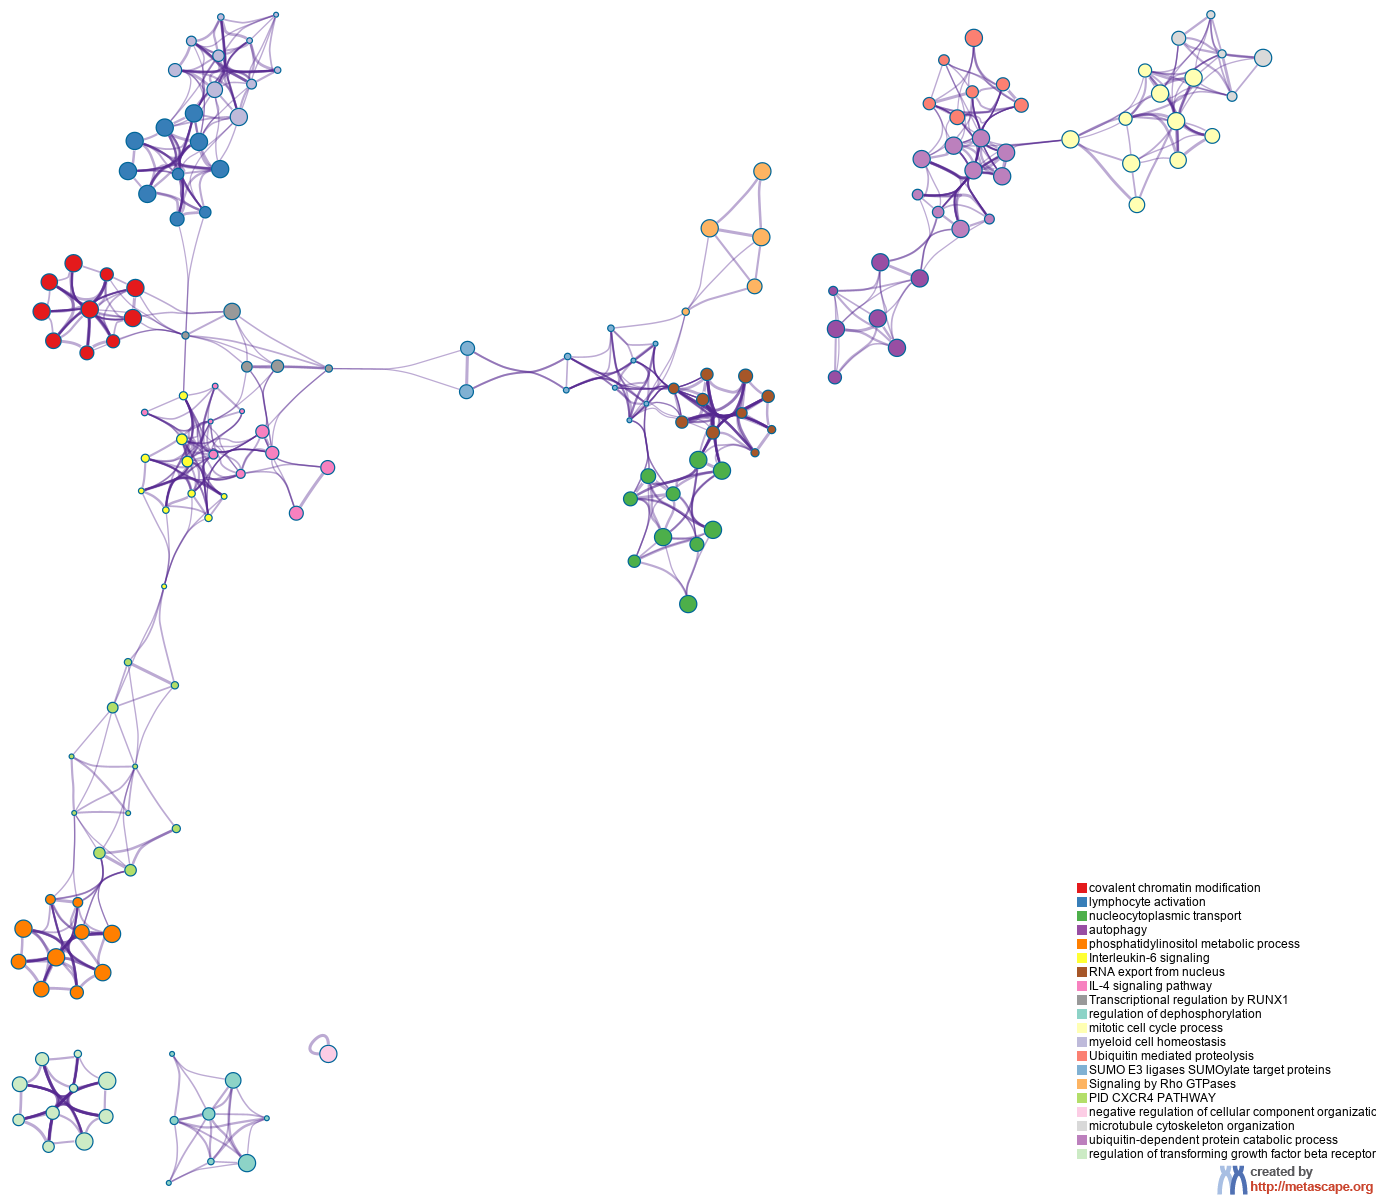 covalent chromatin modification
lymphocyte activation
nucleocytoplasmic transport
autophagy
phosphatidylinositol metabolic process
Interleukin-6 signaling
RNA export from nucleus
IL-4 signaling pathway
Transcriptional regulation by RUNX1
regulation of dephosphorylation
mitotic cell cycle process
myeloid cell homeostasis
Ubiquitin mediated proteolysis
SUMO E3 ligases SUMOylate target proteins
Signaling by Rho GTPases
PID CXCR4 PATHWAY
negative regulation of cellular component organizatio
microtubule cytoskeleton organization
ubiquitin-dependent protein catabolic process
regulation of transforming growth factor beta receptor
created by
http://metascape.org